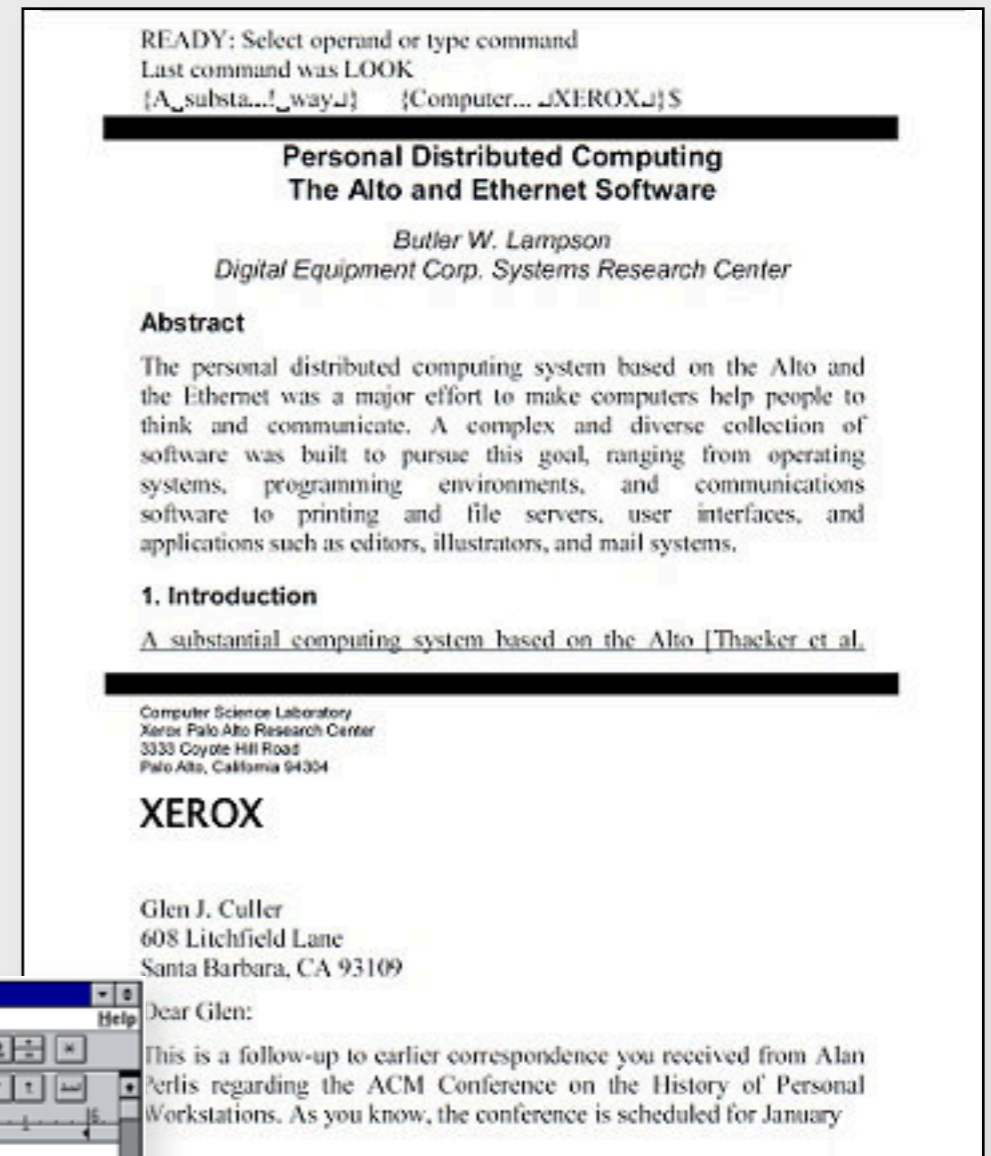 READY: Select operand or type command
Last command was LOOK
{A˽substa...!˽way⏎} {Computer... ⏎XEROX⏎}$
Personal Distributed Computing
The Alto and Ethernet Software
Butler W. Lampson
Digital Equipment Corp. Systems Research Center
Abstract
The personal distributed computing system based on the Alto and
the Ethernet was a major effort to make computers help people to
think and communicate. A complex and diverse collection of
software was built to pursue this goal, ranging from operating
systems, programming environments, and communications
software to printing and file servers, user interfaces, and
applications such as editors, illustrators, and mail systems.
1. Introduction
A substantial computing system based on the Alto [Thacker et al.
Computer Science Laboratory
Xerox Palo Alto Research Center
3333 Coyote Hill Road
Palo Alto, California 94304
XEROX
Glen J. Culler
608 Litchfield Lane
Santa Barbara, CA 93109
Dear Glen:
This is a follow-up to earlier correspondence you received from Alan
Perlis regarding the ACM Conference on the History of Personal
Workstations. As you know, the conference is scheduled for January
Help